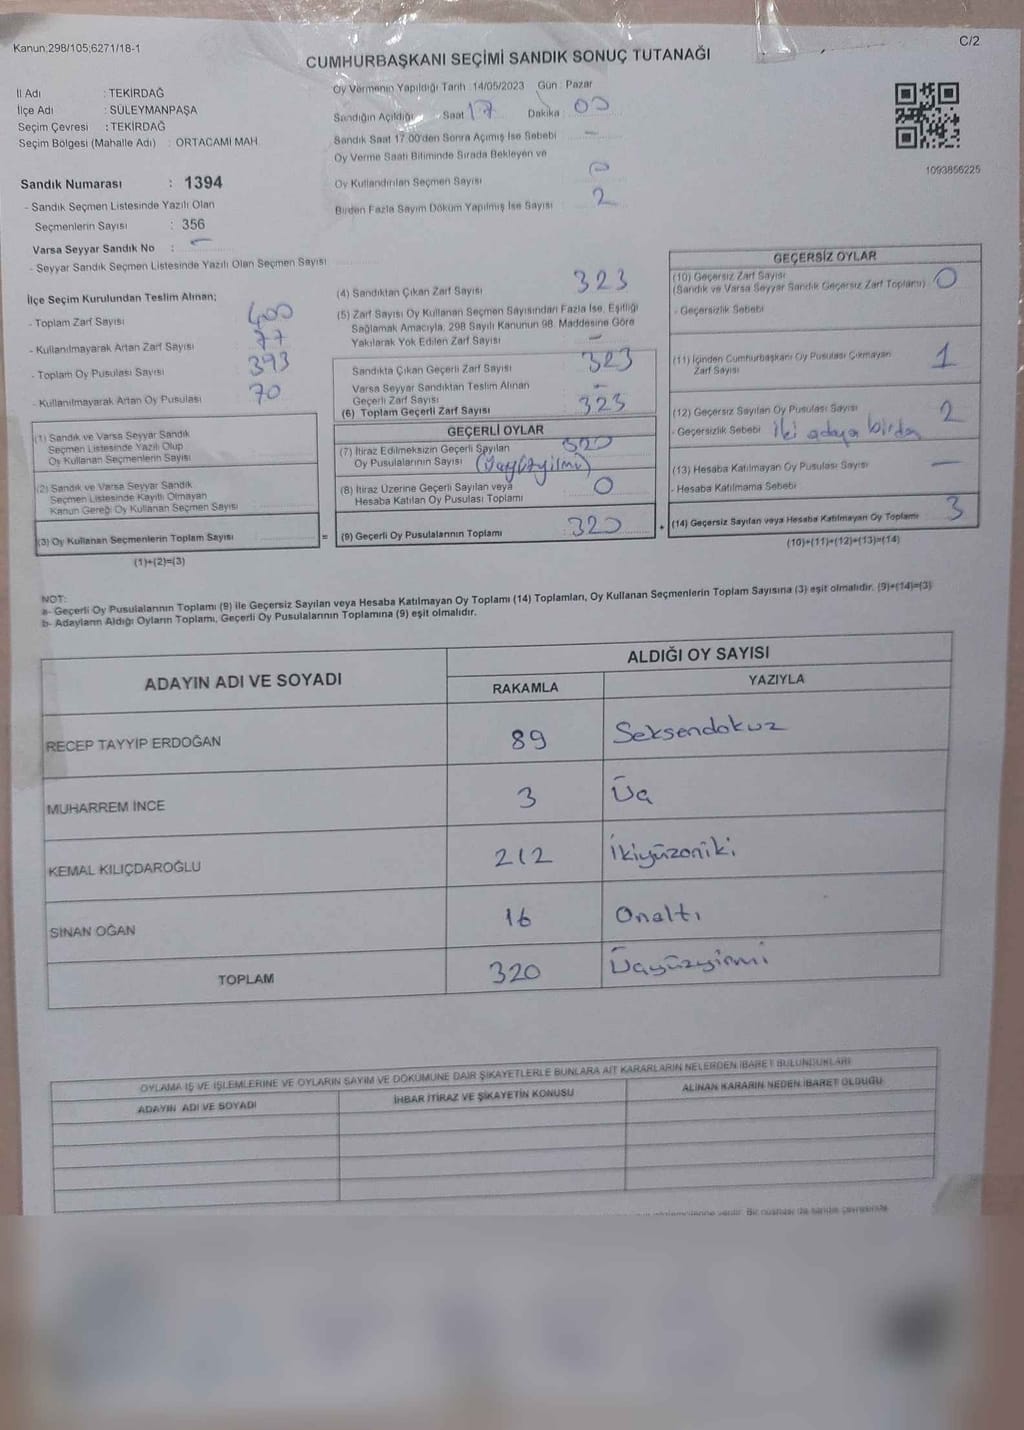 Kanun;298/105;6271/18-1
C/2
CUMHURBAŞKANI SEÇİMİ SANDIK SONUÇ TUTANAĞI
İl Adı : TEKİRDAĞ
İlçe Adı : SÜLEYMANPAŞA
Seçim Çevresi : TEKİRDAĞ
Seçim Bölgesi (Mahalle Adı) : ORTACAMİ MAH.
Sandık Numarası : 1394
- Sandık Seçmen Listesinde Yazılı Olan
Seçmenlerin Sayısı : 356
Varsa Seyyar Sandık No : -
- Seyyar Sandık Seçmen Listesinde Yazılı Olan Seçmen Sayısı
Oy Vermenin Yapıldığı Tarih :14/05/2023 Gün : Pazar
Sandığın Açıldığı Saat 17 Dakika 00
Sandık Saat 17.00'den Sonra Açımış İse Sebebi -
Oy Verme Saati Bitiminde Sırada Bekleyen ve
Oy Kullandırılan Seçmen Sayısı 0
Birden Fazla Sayım Döküm Yapılmış İse Sayısı 2
1093856225
İlçe Seçim Kurulundan Teslim Alınan;
- Toplam Zarf Sayısı 400
- Kullanılmayarak Artan Zarf Sayısı 77
- Toplam Oy Pusulası Sayısı 393
- Kullanılmayarak Artan Oy Pusulası 70
(1) Sandık ve Varsa Seyyar Sandık
Seçmen Listesinde Yazılı Olup
Oy Kullanan Seçmenlerin Sayısı
(2) Sandık ve Varsa Seyyar Sandık
Seçmen Listesinde Kayıtlı Olmayan
Kanun Gereği Oy Kullanan Seçmen Sayısı
(3) Oy Kullanan Seçmenlerin Toplam Sayısı
(1)+(2)=(3)
(4) Sandıktan Çıkan Zarf Sayısı 323
(5) Zarf Sayısı Oy Kullanan Seçmen Sayısından Fazla İse, Eşitliği
Sağlamak Amacıyla, 298 Sayılı Kanunun 98. Maddesine Göre
Yakılarak Yok Edilen Zarf Sayısı -
Sandıkta Çıkan Geçerli Zarf Sayısı 323
Varsa Seyyar Sandıktan Teslim Alınan
Geçerli Zarf Sayısı -
(6) Toplam Geçerli Zarf Sayısı 323
GEÇERLİ OYLAR
(7) İtiraz Edilmeksizin Geçerli Sayılan 320
Oy Pusulalarının Sayısı (üçyüzyirmi)
(8) İtiraz Üzerine Geçerli Sayılan veya
Hesaba Katılan Oy Pusulası Toplamı 0
= (9) Geçerli Oy Pusulalarının Toplamı 320 +
GEÇERSİZ OYLAR
(10) Geçersiz Zarf Sayısı 0
(Sandık ve Varsa Seyyar Sandık Geçersiz Zarf Toplamı)
- Geçersizlik Sebebi
(11) İçinden Cumhurbaşkanı Oy Pusulası Çıkmayan 1
Zarf Sayısı
(12) Geçersiz Sayılan Oy Pusulası Sayısı 2
- Geçersizlik Sebebi iki adaya birden
(13) Hesaba Katılmayan Oy Pusulası Sayısı -
- Hesaba Katılmama Sebebi
(14) Geçersiz Sayılan veya Hesaba Katılmayan Oy Toplamı 3
(10)+(11)+(12)+(13)=(14)
NOT:
a- Geçerli Oy Pusulalarının Toplamı (9) ile Geçersiz Sayılan veya Hesaba Katılmayan Oy Toplamı (14) Toplamları, Oy Kullanan Seçmenlerin Toplam Sayısına (3) eşit olmalıdır. (9)+(14)=(3)
b- Adayların Aldığı Oyların Toplamı, Geçerli Oy Pusulalarının Toplamına (9) eşit olmalıdır.
ADAYIN ADI VE SOYADI
ALDIĞI OY SAYISI
RAKAMLA YAZIYLA
RECEP TAYYİP ERDOĞAN 89 Seksendokuz
MUHARREM İNCE 3 Üç
KEMAL KILIÇDAROĞLU 212 İkiyüzoniki
SİNAN OĞAN 16 Onaltı
TOPLAM 320 Üçyüzyirmi
OYLAMA İŞ VE İŞLEMLERİNE VE OYLARIN SAYIM VE DÖKÜMÜNE DAİR ŞİKAYETLERLE BUNLARA AİT KARARLARIN NELERDEN İBARET BULUNDUKLARI
ADAYIN ADI VE SOYADI İHBAR İTİRAZ VE ŞİKAYETİN KONUSU ALINAN KARARIN NEDEN İBARET OLDUĞU
verilir. Bir nüshası da sandık çevresinde